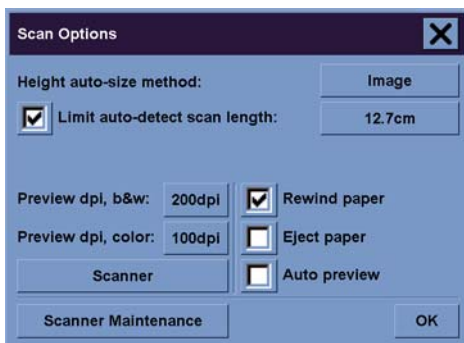 Scan Options
Height auto-size method: Image
Limit auto-detect scan length: 12.7cm
Preview dpi, b&w: 200dpi Rewind paper
Preview dpi, color: 100dpi Eject paper
Scanner Auto preview
Scanner Maintenance OK